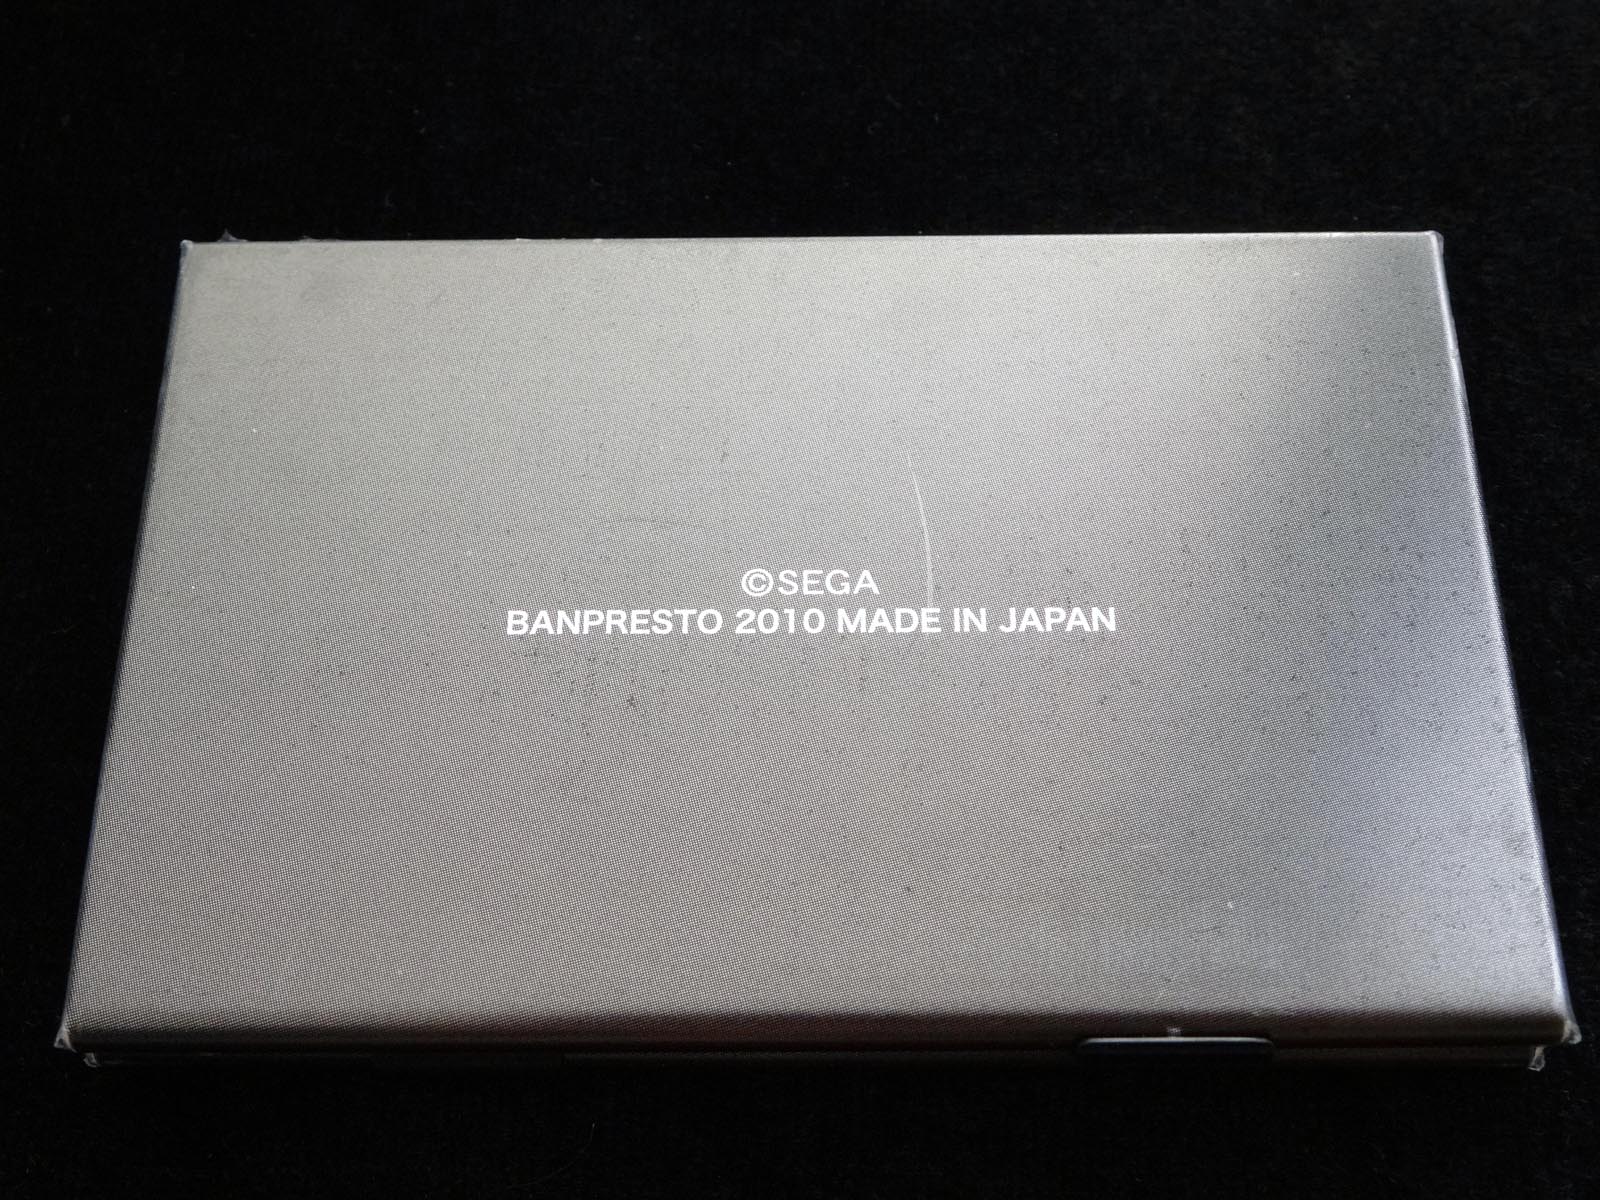 ©SEGA
BANPRESTO 2010 MADE IN JAPAN